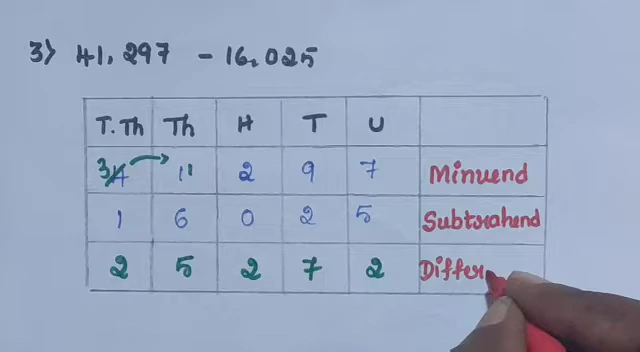 3) 41,297 - 16,025
T.Th Th H T U
3 4 11 2 9 7 Minuend
1 6 0 2 5 Subtrahend
2 5 2 7 2 Differ